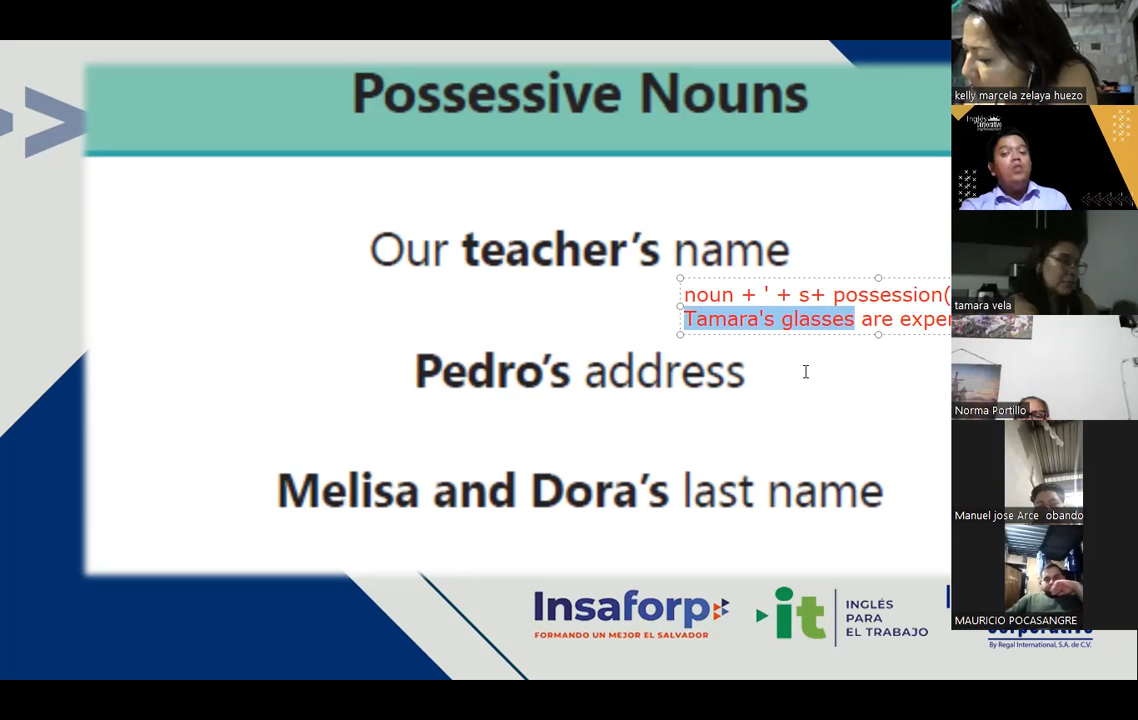 Possessive Nouns
Our teacher's name
noun + ' + s+ possession(
Tamara's glasses are exper
Pedro's address
Melisa and Dora's last name
Insaforp
FORMANDO UN MEJOR EL SALVADOR
it
INGLÉS
PARA
EL TRABAJO
By Regal International, S.A. de C.V.
kelly marcela zelaya huezo
Inglés
tamara vela
Norma Portillo
Manuel jose Arce obando
MAURICIO POCASANGRE